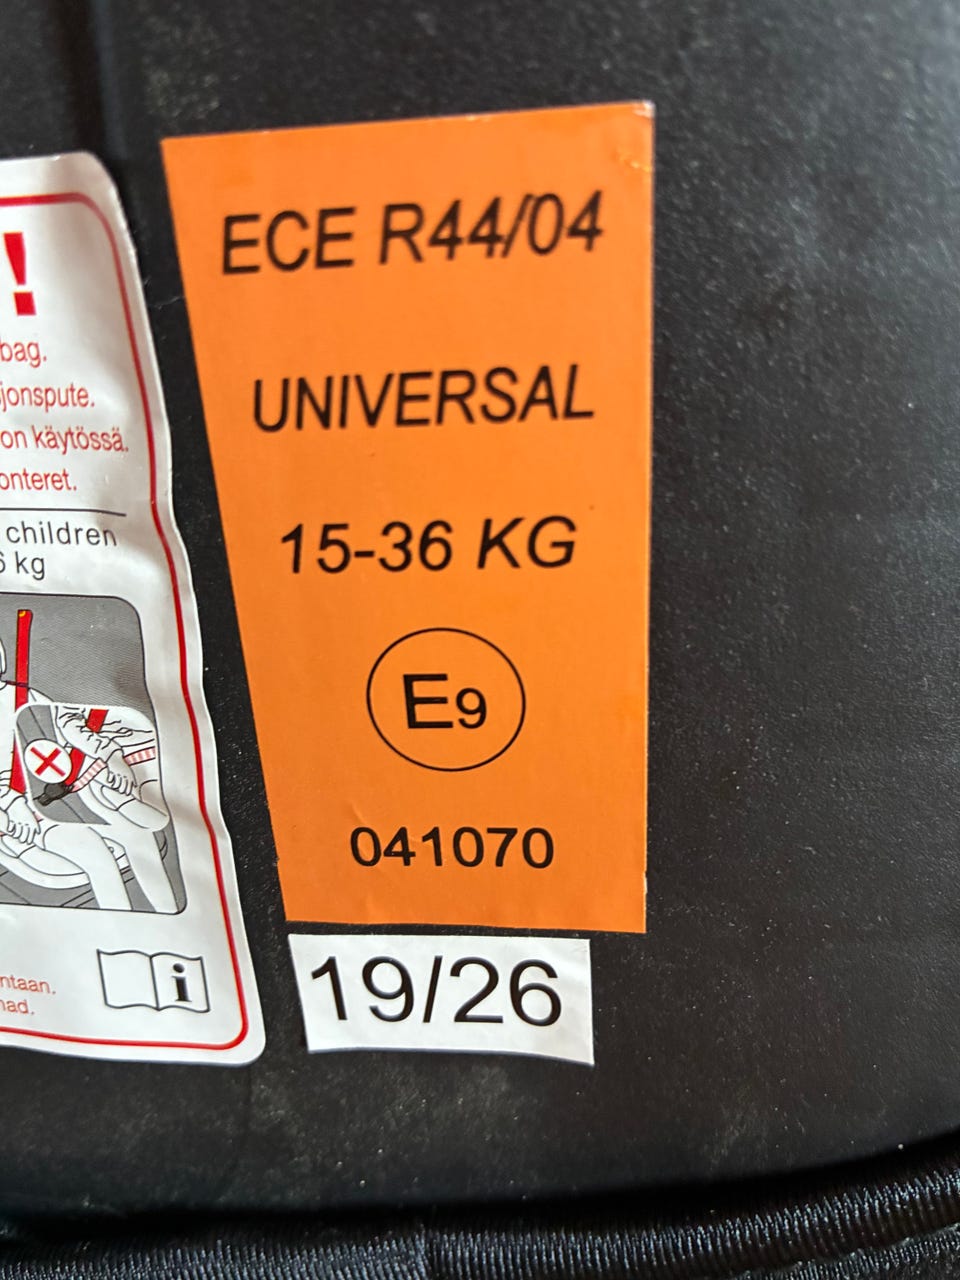 !
bag.
jonspute.
on käytössä.
onteret.
children
6 kg
ntaan.
nad.
i
ECE R44/04
UNIVERSAL
15-36 KG
E9
041070
19/26